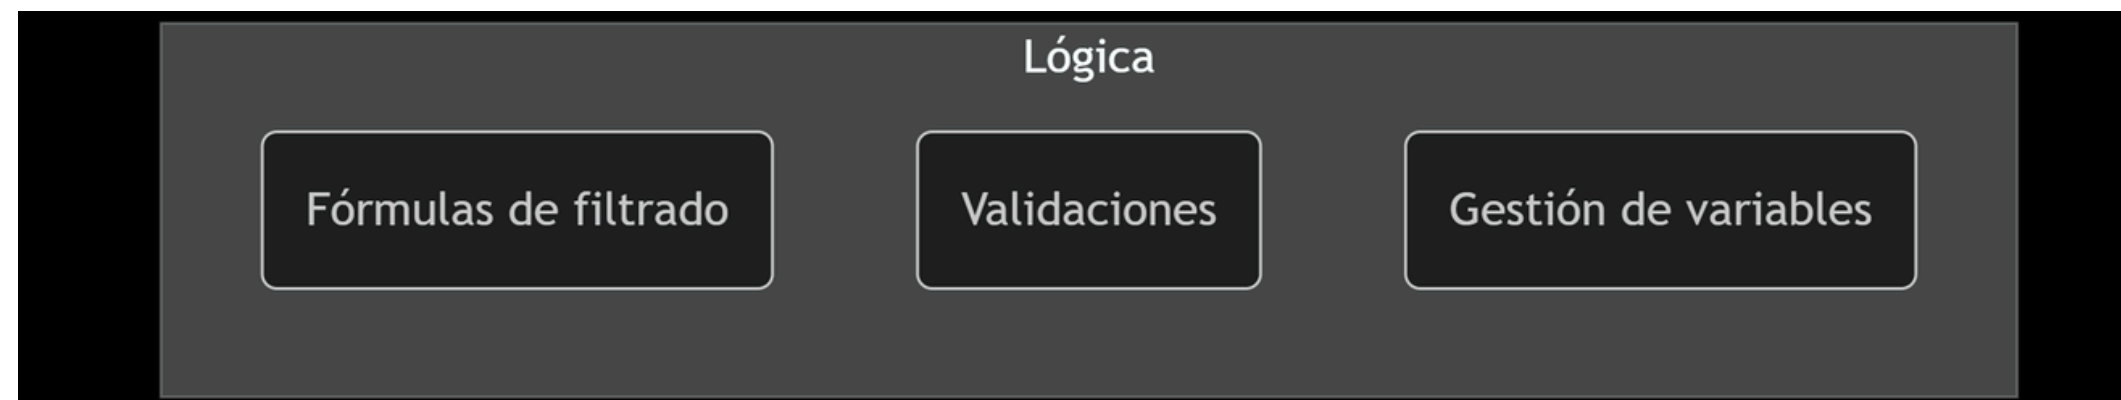 Lógica
Fórmulas de filtrado
Validaciones
Gestión de variables